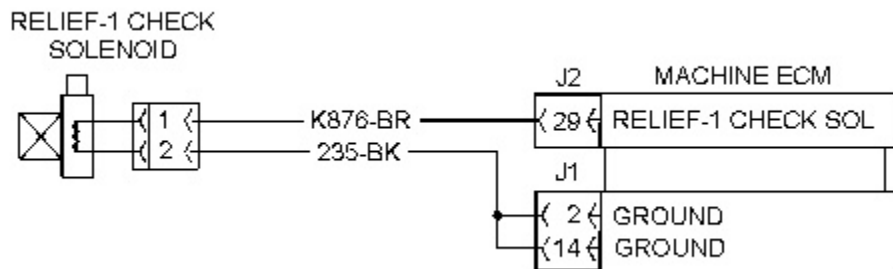 RELIEF-1 CHECK
SOLENOID
J2 MACHINE ECM
1 K876-BR 29 RELIEF-1 CHECK SOL
2 235-BK
J1
2 GROUND
14 GROUND